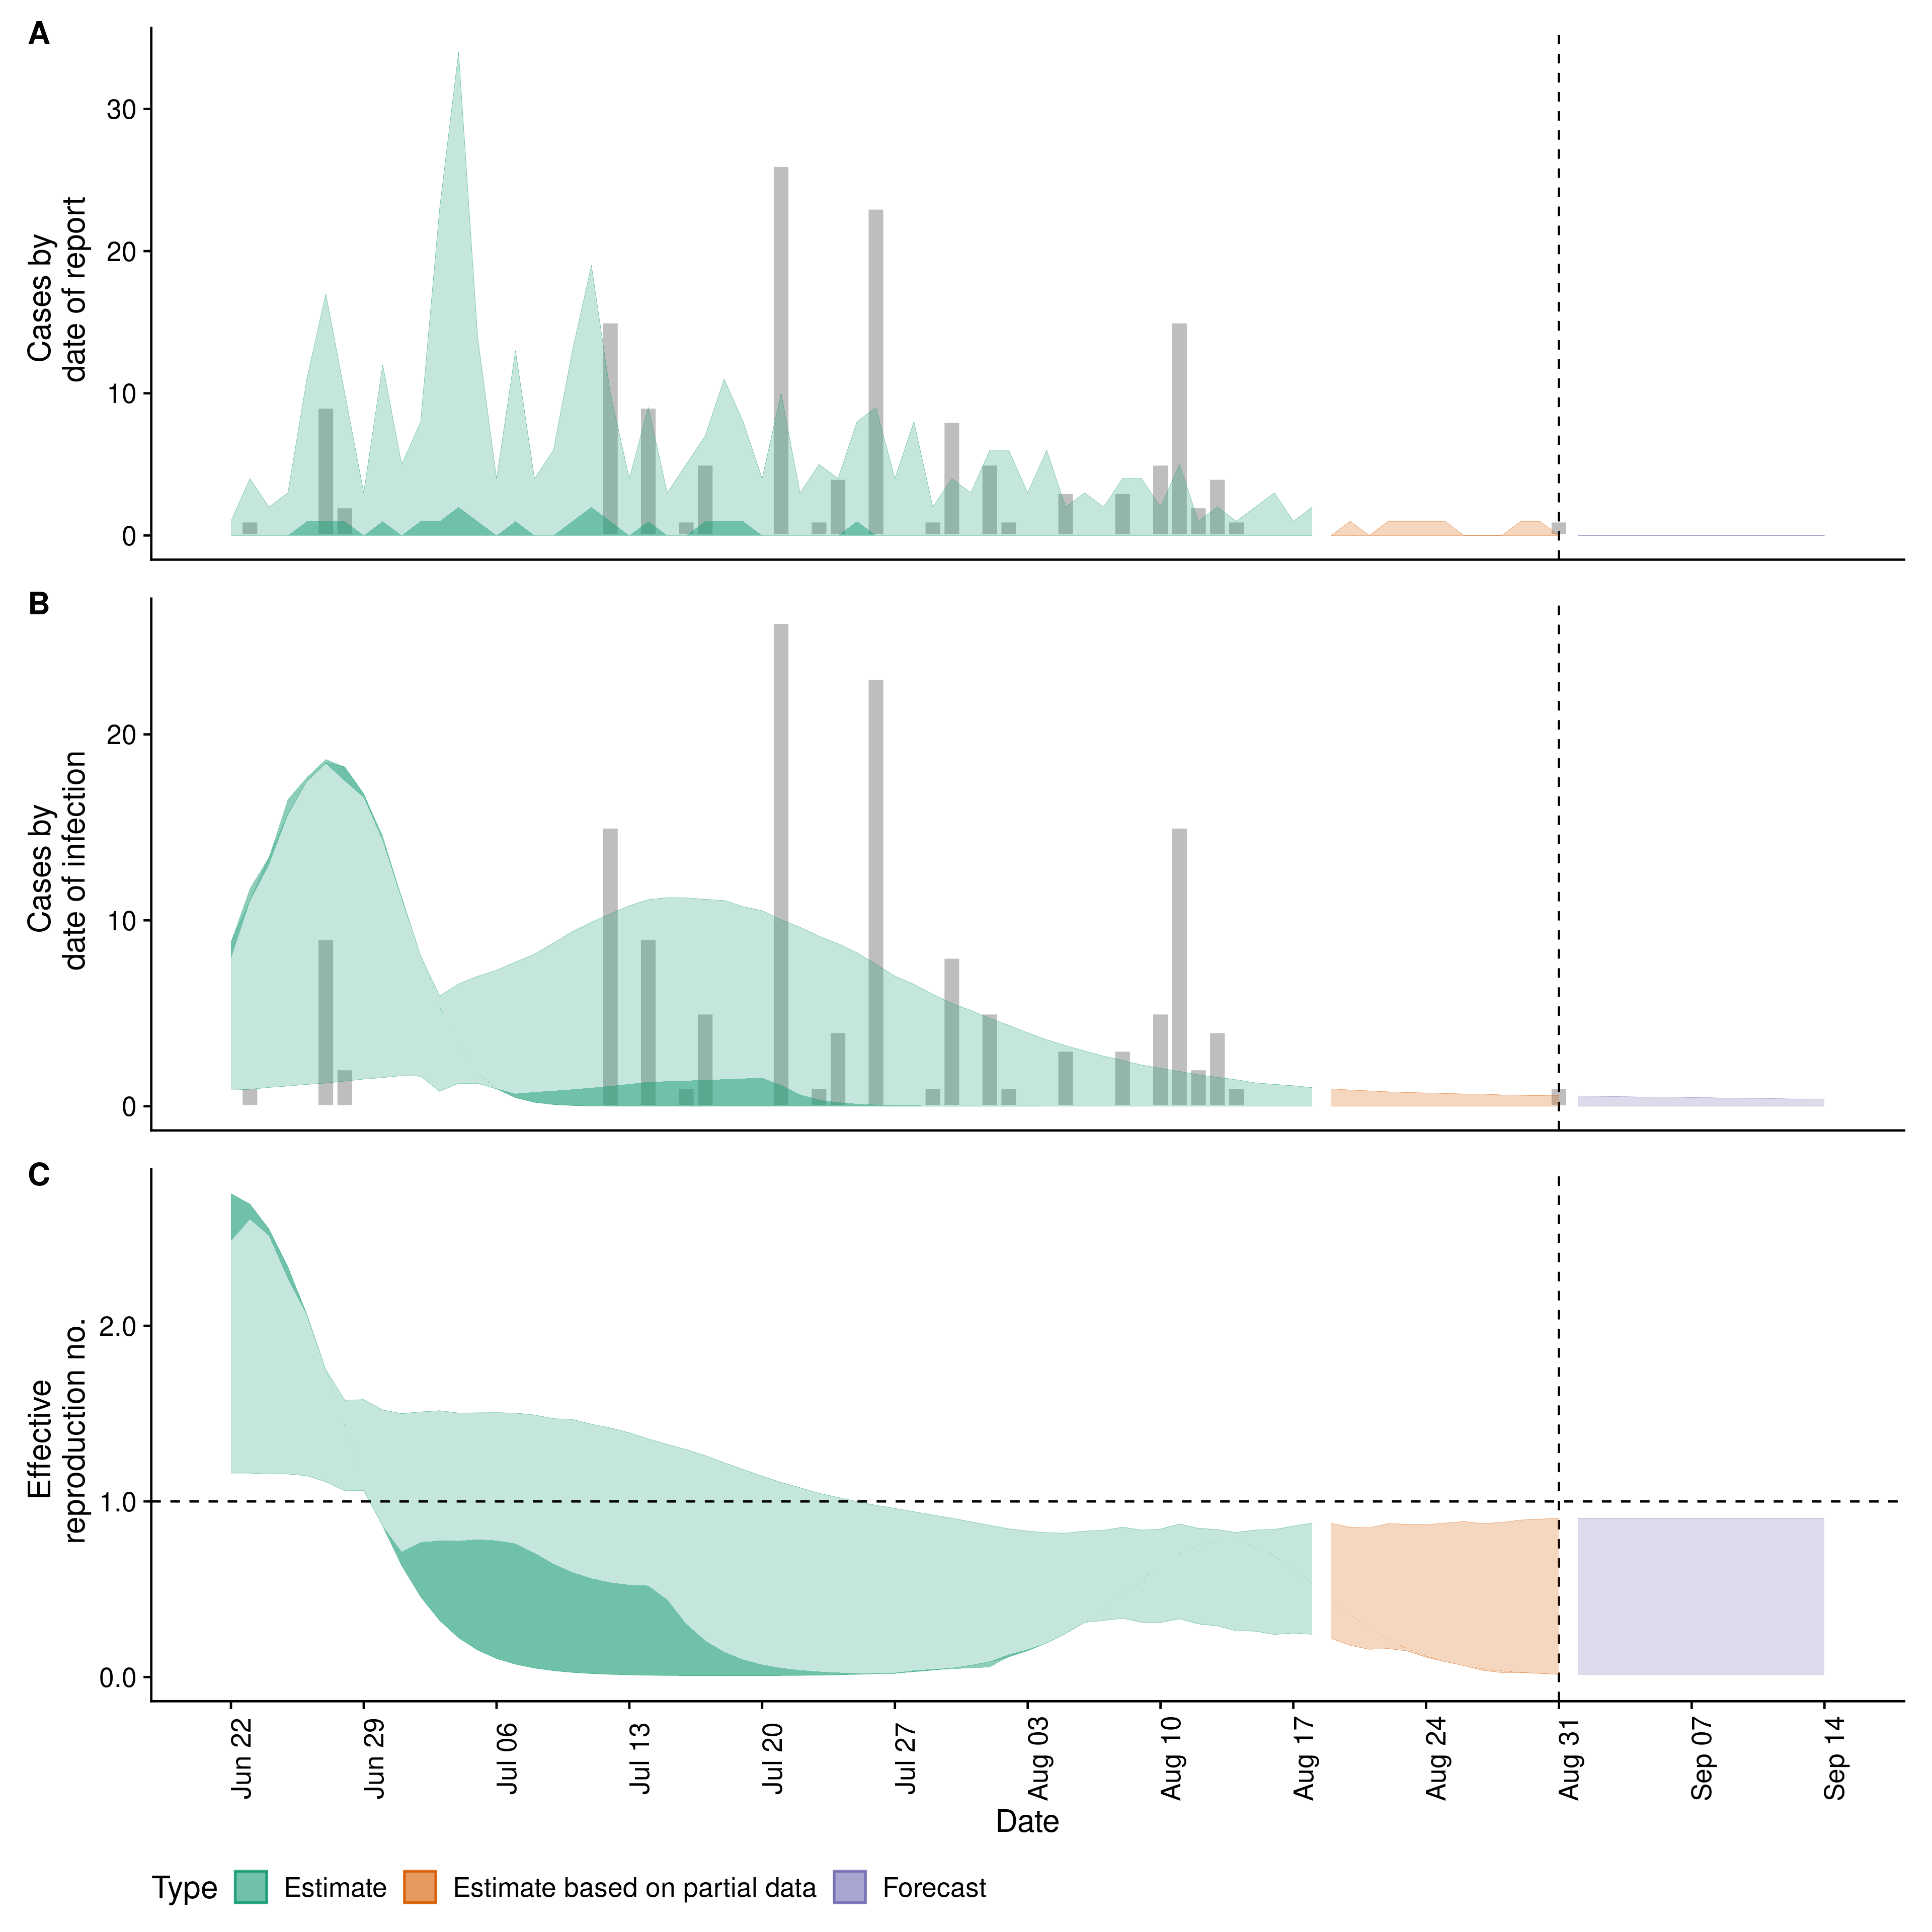 A
Cases by
date of report
30
20
10
0
B
Cases by
date of infection
20
10
0
C
Effective
reproduction no.
2.0
1.0
0.0
Jun 22
Jun 29
Jul 06
Jul 13
Jul 20
Jul 27
Aug 03
Aug 10
Aug 17
Aug 24
Aug 31
Sep 07
Sep 14
Date
Type
Estimate
Estimate based on partial data
Forecast